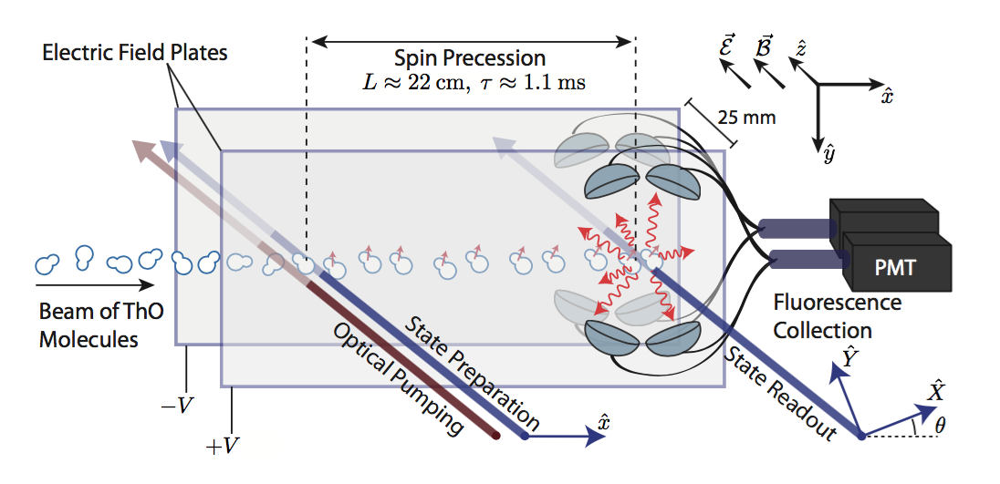 Electric Field Plates
Spin Precession
L ≈ 22 cm, τ ≈ 1.1 ms
ℰ⃗
ℬ⃗
ẑ
x̂
ŷ
25 mm
Beam of ThO
Molecules
PMT
Fluorescence
Collection
Optical Pumping
State Preparation
State Readout
x̂
Ŷ
X̂
θ
−V
+V